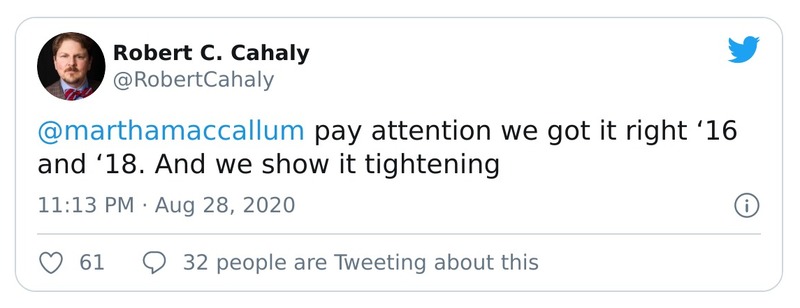 Robert C. Cahaly
@RobertCahaly
@marthamaccallum pay attention we got it right ‘16
and ‘18. And we show it tightening
11:13 PM · Aug 28, 2020
61 32 people are Tweeting about this